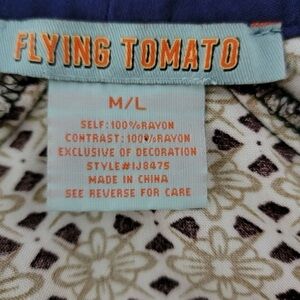 FLYING TOMATO
M/L
SELF: 100%RAYON
CONTRAST: 100%RAYON
EXCLUSIVE OF DECORATION
STYLE#IJ8475
MADE IN CHINA
SEE REVERSE FOR CARE